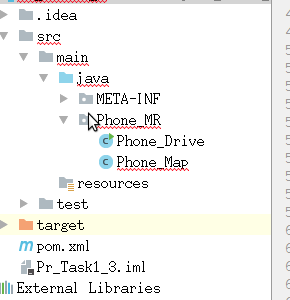 .idea
src
main
java
META-INF
Phone_MR
Phone_Drive
Phone_Map
resources
test
target
pom.xml
Pr_Task1_3.iml
External Libraries